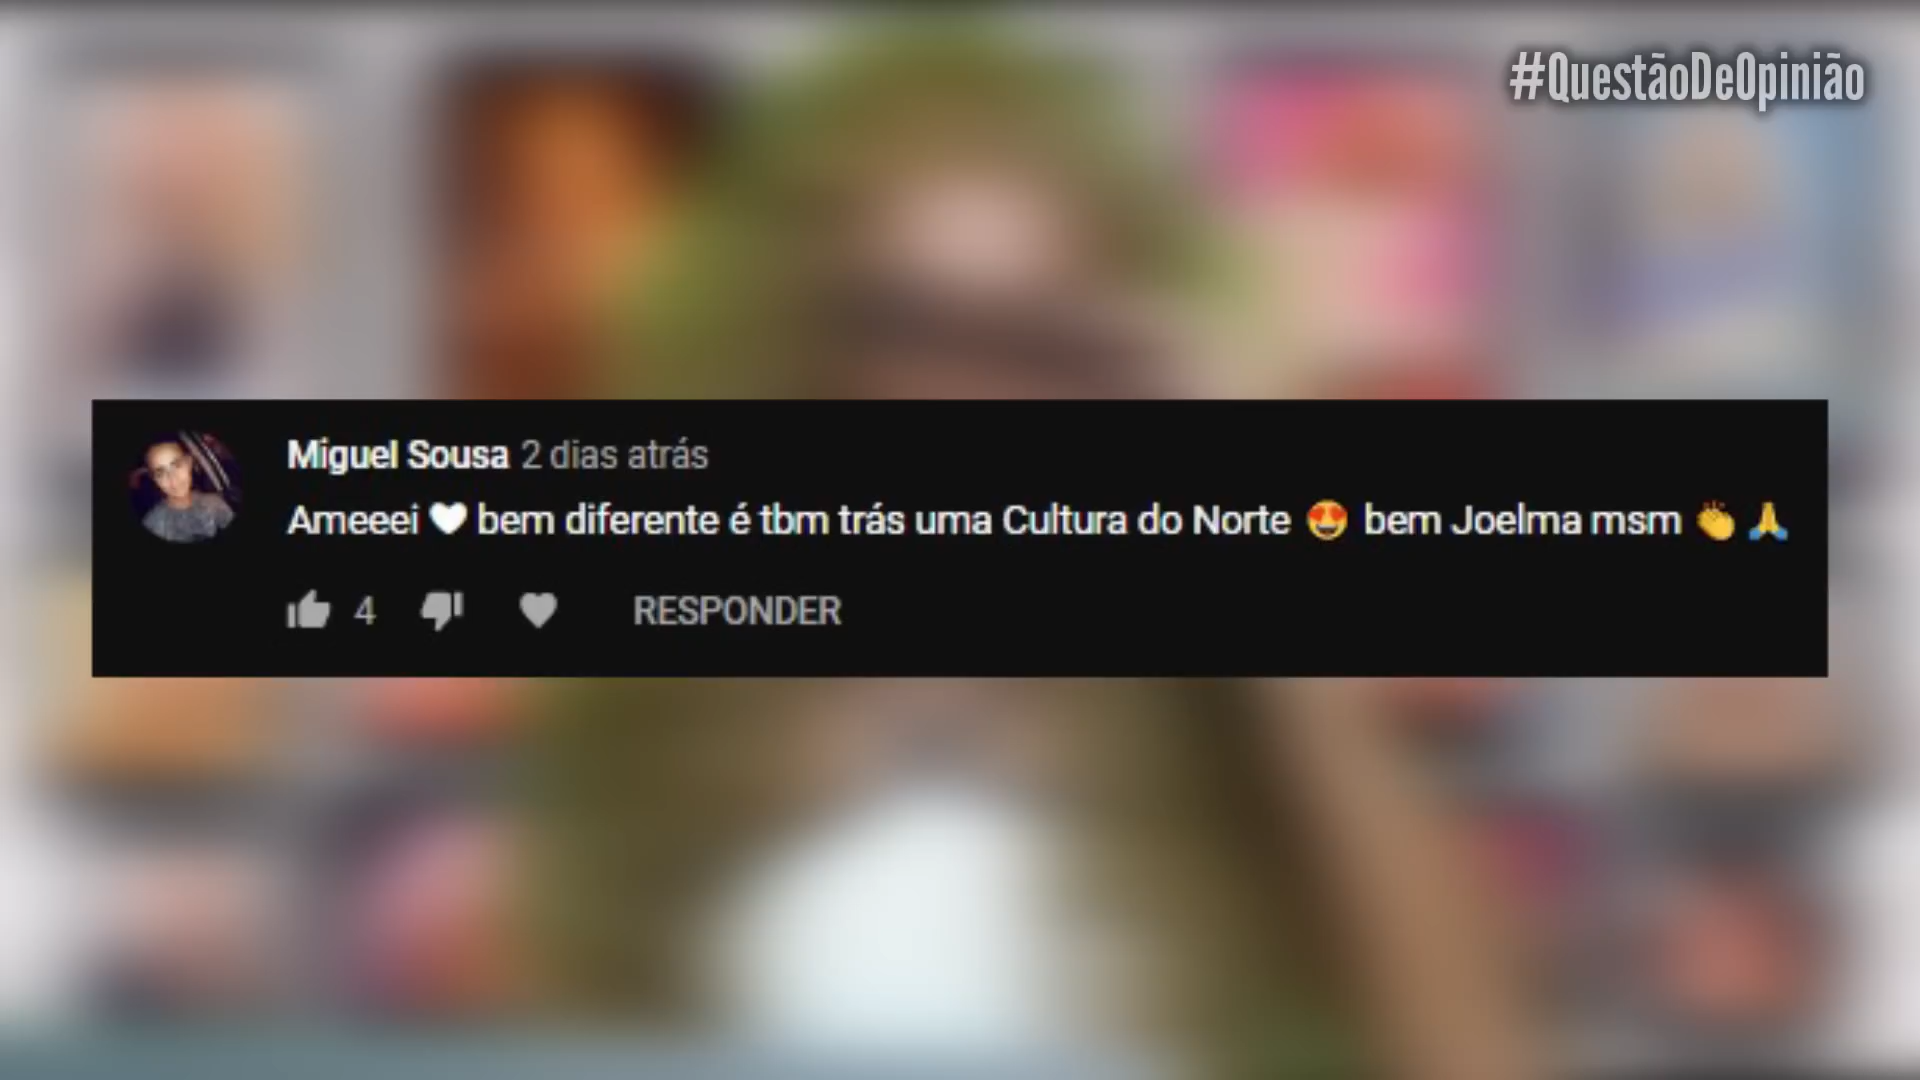 #QuestãoDeOpinião
Miguel Sousa 2 dias atrás
Ameeei 🤍 bem diferente é tbm trás uma Cultura do Norte 😍 bem Joelma msm 👏🙏
4 RESPONDER